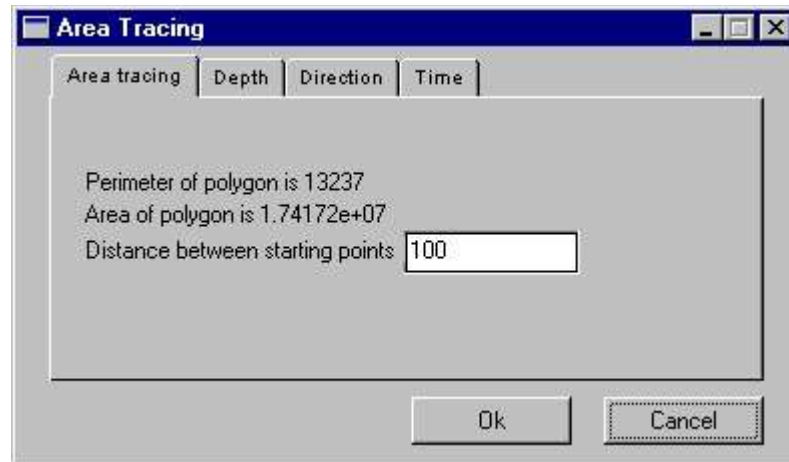 Area Tracing
Area tracing Depth Direction Time
Perimeter of polygon is 13237
Area of polygon is 1.74172e+07
Distance between starting points 100
Ok Cancel